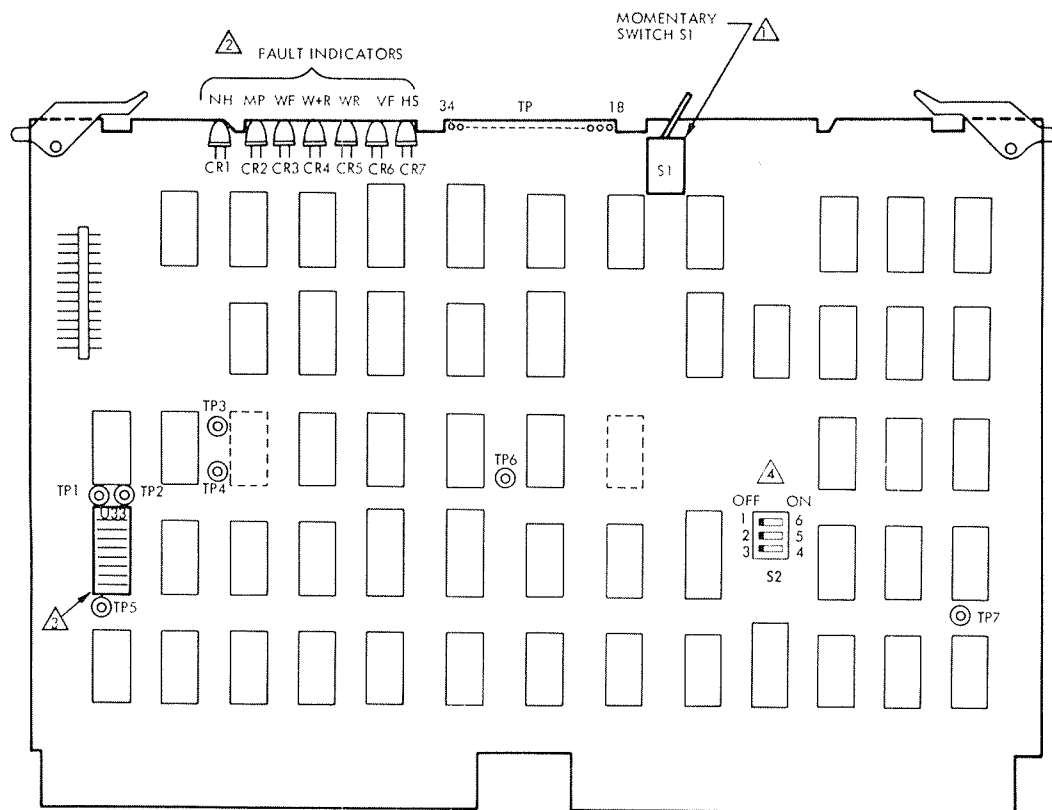 MOMENTARY
SWITCH S1
1
2
FAULT INDICATORS
NH MP WF W+R WR VF HS
34 TP 18
CR1 CR2 CR3 CR4 CR5 CR6 CR7
S1
TP3
TP4
TP6
TP1 TP2
U33
4
OFF ON
1 6
2 5
3 4
S2
3
TP5
TP7